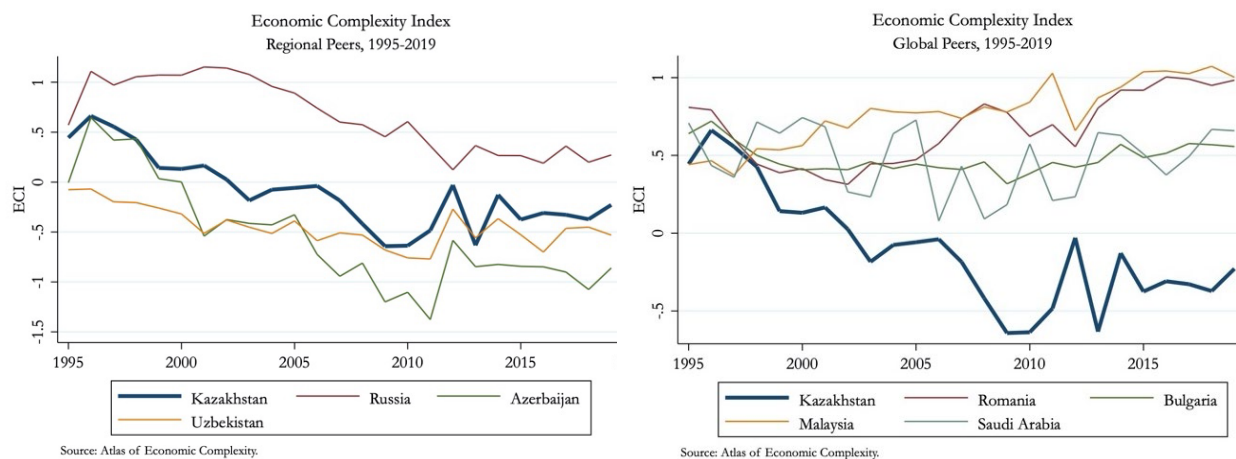 Economic Complexity Index
Regional Peers, 1995-2019
ECI
1
.5
0
-.5
-1
-1.5
1995 2000 2005 2010 2015
Kazakhstan Russia Azerbaijan
Uzbekistan
Source: Atlas of Economic Complexity.
Economic Complexity Index
Global Peers, 1995-2019
ECI
1
.5
0
-.5
1995 2000 2005 2010 2015
Kazakhstan Romania Bulgaria
Malaysia Saudi Arabia
Source: Atlas of Economic Complexity.